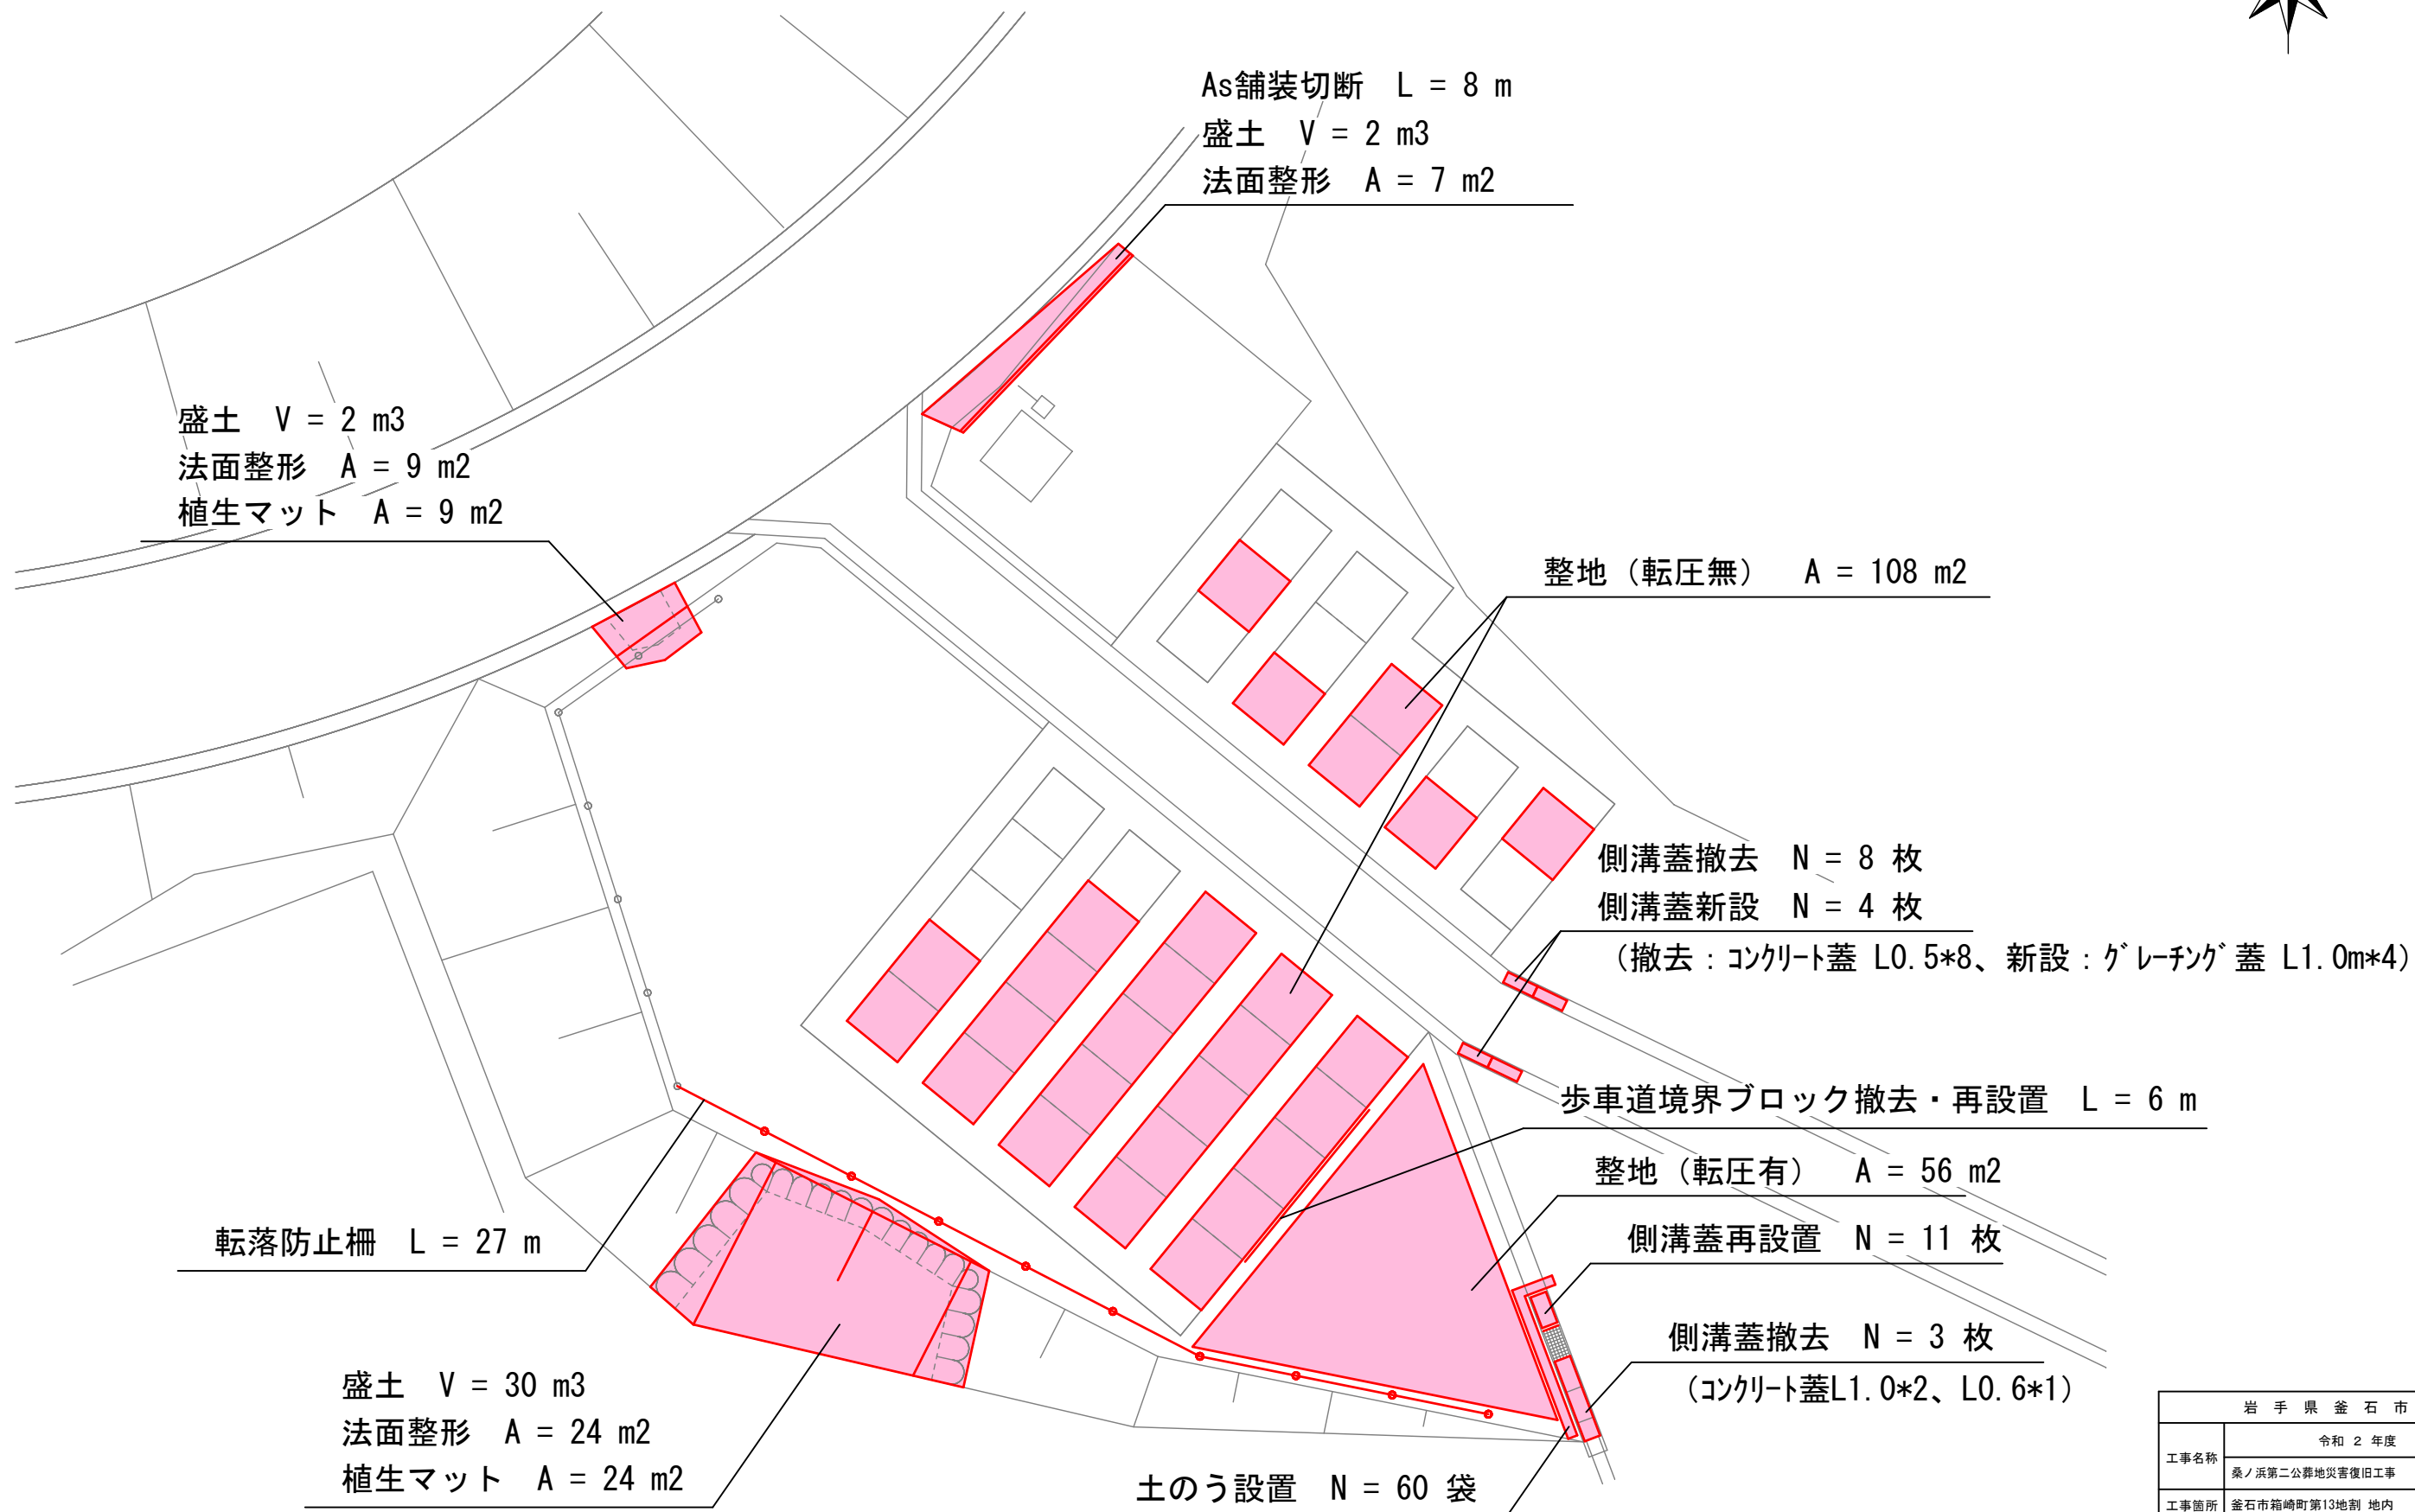 As舗装切断　L = 8 m
盛土　V = 2 m3
法面整形　A = 7 m2
盛土　V = 2 m3
法面整形　A = 9 m2
植生マット　A = 9 m2
整地（転圧無）　A = 108 m2
側溝蓋撤去　N = 8 枚
側溝蓋新設　N = 4 枚
（撤去：ｺﾝｸﾘｰﾄ蓋 L0.5*8、新設：ｸﾞﾚｰﾁﾝｸﾞ蓋 L1.0m*4）
歩車道境界ブロック撤去・再設置　L = 6 m
整地（転圧有）　A = 56 m2
側溝蓋再設置　N = 11 枚
転落防止柵　L = 27 m
側溝蓋撤去　N = 3 枚
（ｺﾝｸﾘｰﾄ蓋L1.0*2、L0.6*1）
盛土　V = 30 m3
法面整形　A = 24 m2
植生マット　A = 24 m2
土のう設置　N = 60 袋
岩手県釜石市
工事名称
令和 2 年度
桑ノ浜第二公葬地災害復旧工事
工事箇所
釜石市箱崎町第13地割 地内